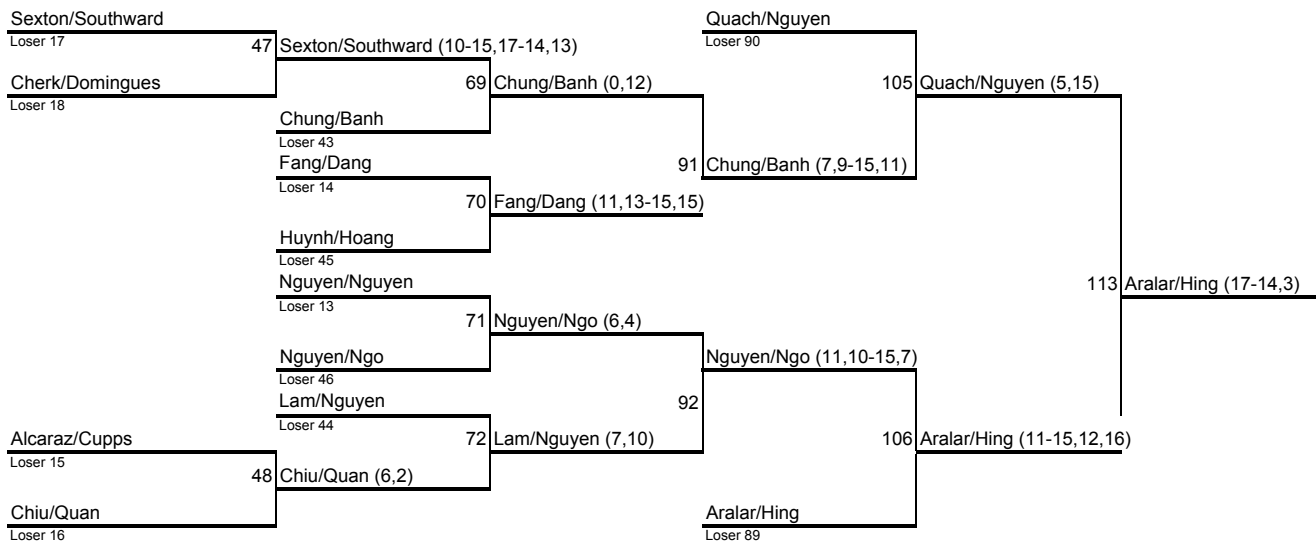 Sexton/Southward
Loser 17
47 Sexton/Southward (10-15,17-14,13)
Cherk/Domingues
Loser 18
69 Chung/Banh (0,12)
Chung/Banh
Loser 43
Fang/Dang
Loser 14
70 Fang/Dang (11,13-15,15)
Huynh/Hoang
Loser 45
91 Chung/Banh (7,9-15,11)
Quach/Nguyen
Loser 90
105 Quach/Nguyen (5,15)
Nguyen/Nguyen
Loser 13
71 Nguyen/Ngo (6,4)
Nguyen/Ngo
Loser 46
Lam/Nguyen
Loser 44
72 Lam/Nguyen (7,10)
Alcaraz/Cupps
Loser 15
48 Chiu/Quan (6,2)
Chiu/Quan
Loser 16
Nguyen/Ngo (11,10-15,7)
92
106 Aralar/Hing (11-15,12,16)
Aralar/Hing
Loser 89
113 Aralar/Hing (17-14,3)